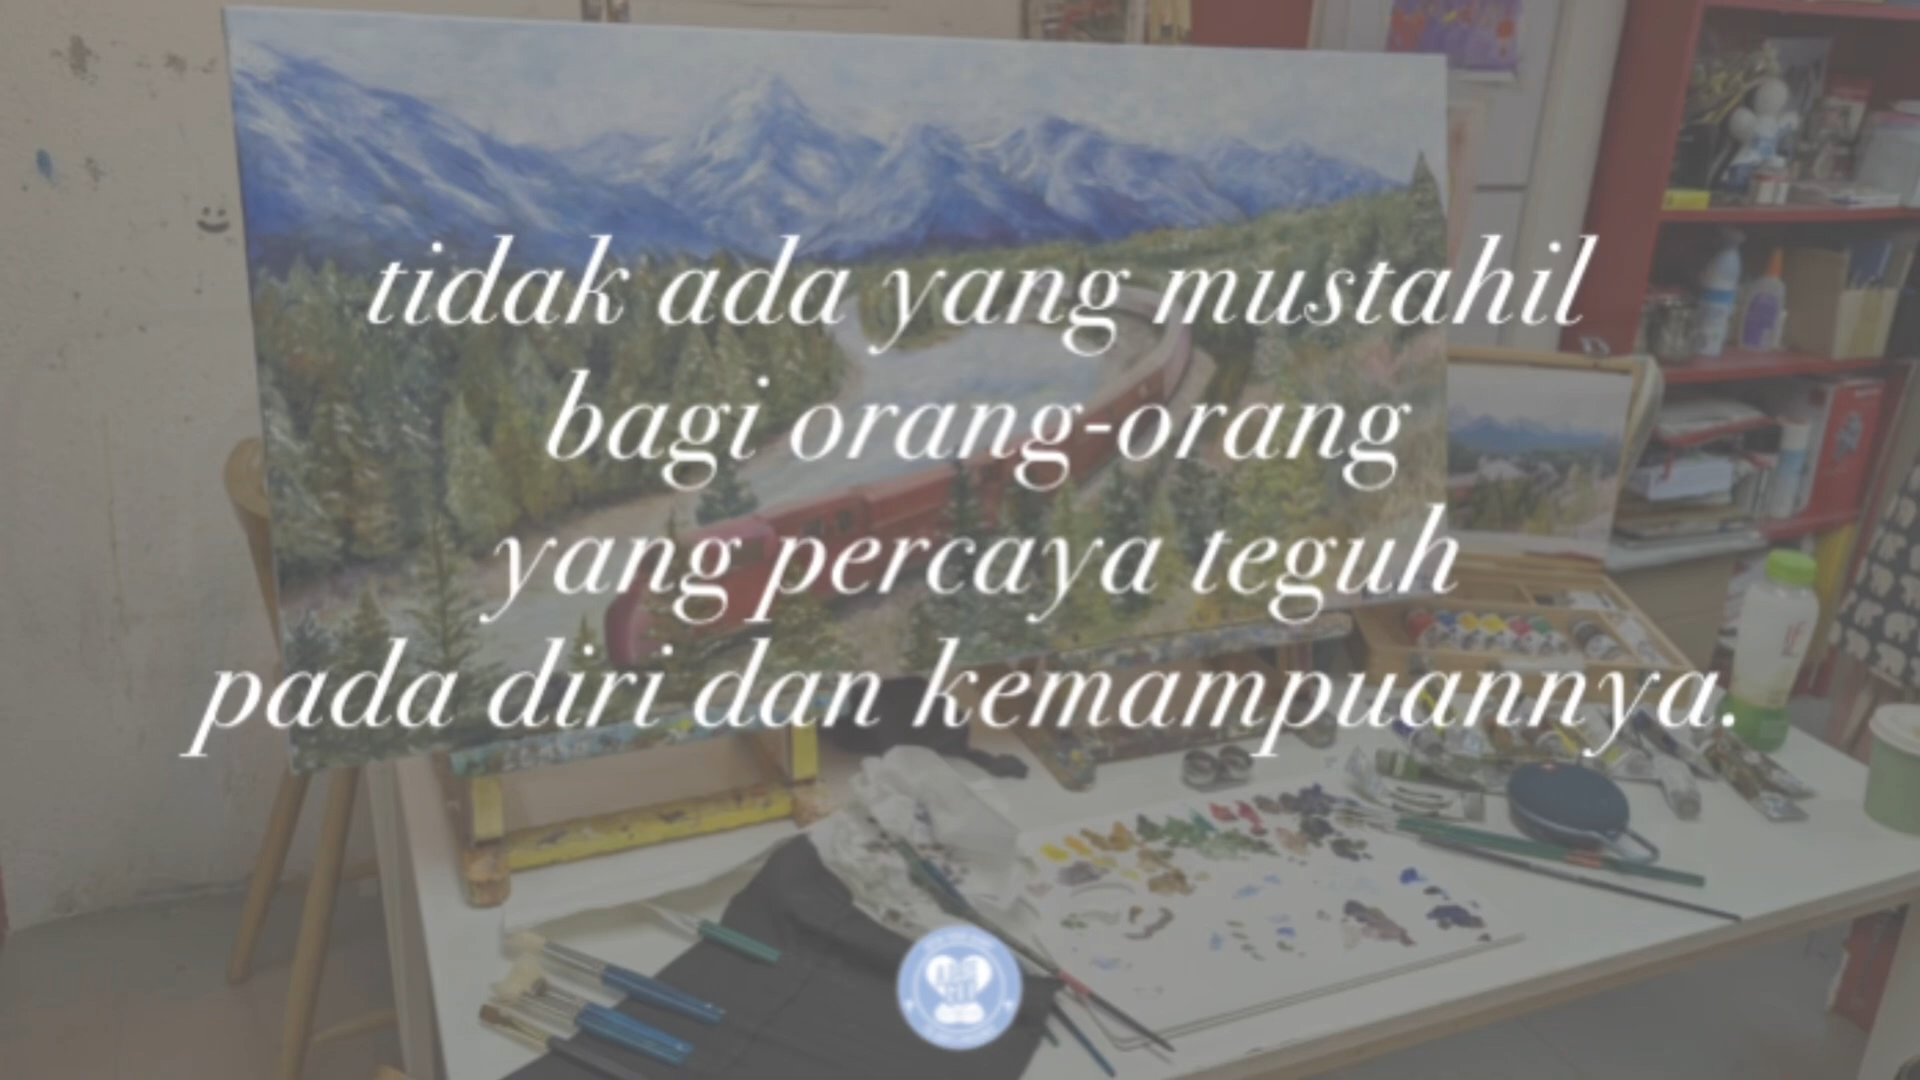 tidak ada yang mustahil
bagi orang-orang
yang percaya teguh
pada diri dan kemampuannya.